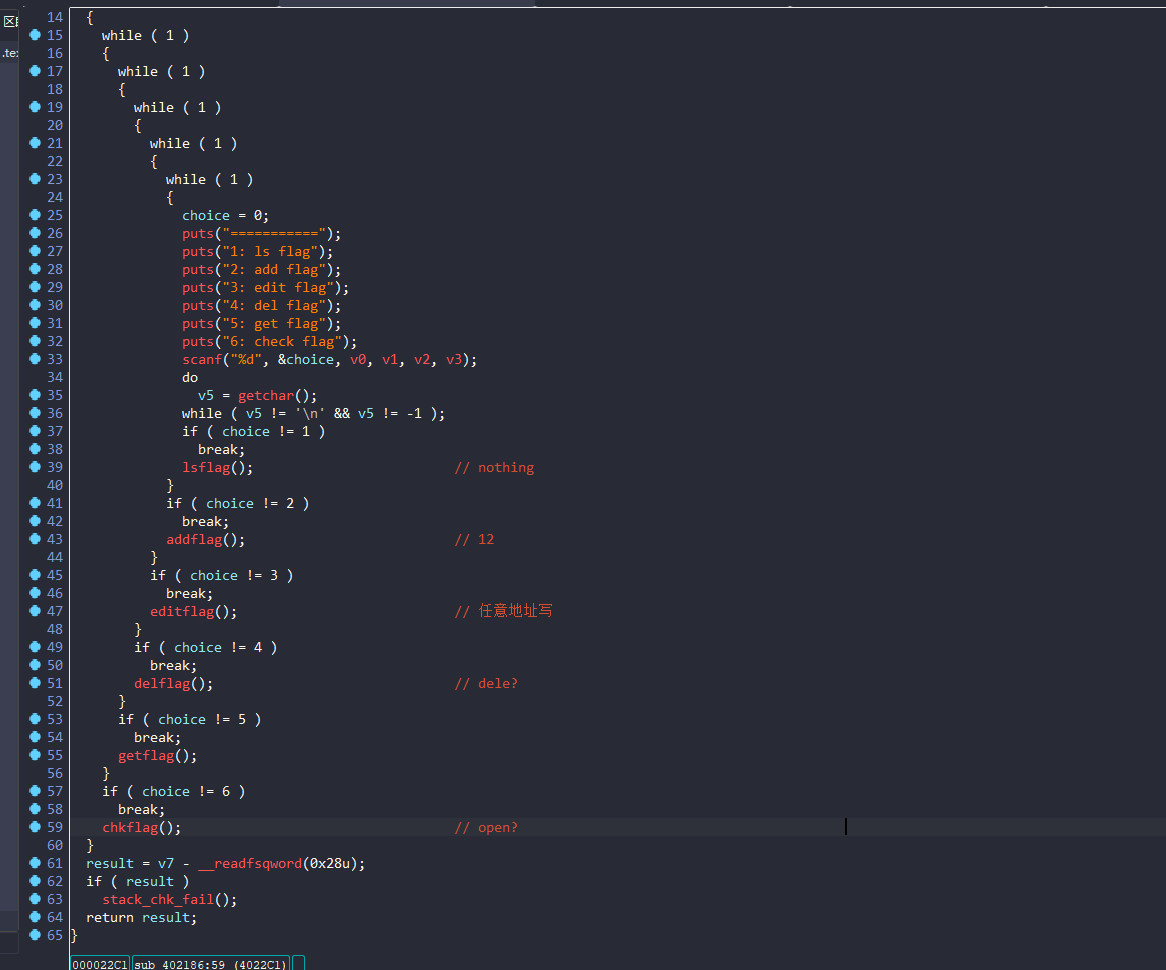 区
.te
14 {
15 while ( 1 )
16 {
17 while ( 1 )
18 {
19 while ( 1 )
20 {
21 while ( 1 )
22 {
23 while ( 1 )
24 {
25 choice = 0;
26 puts("===========");
27 puts("1: ls flag");
28 puts("2: add flag");
29 puts("3: edit flag");
30 puts("4: del flag");
31 puts("5: get flag");
32 puts("6: check flag");
33 scanf("%d", &choice, v0, v1, v2, v3);
34 do
35 v5 = getchar();
36 while ( v5 != '\n' && v5 != -1 );
37 if ( choice != 1 )
38 break;
39 lsflag(); // nothing
40 }
41 if ( choice != 2 )
42 break;
43 addflag(); // 12
44 }
45 if ( choice != 3 )
46 break;
47 editflag(); // 任意地址写
48 }
49 if ( choice != 4 )
50 break;
51 delflag(); // dele?
52 }
53 if ( choice != 5 )
54 break;
55 getflag();
56 }
57 if ( choice != 6 )
58 break;
59 chkflag(); // open?
60 }
61 result = v7 - __readfsqword(0x28u);
62 if ( result )
63 stack_chk_fail();
64 return result;
65 }
000022C1 sub_402186:59 (4022C1)